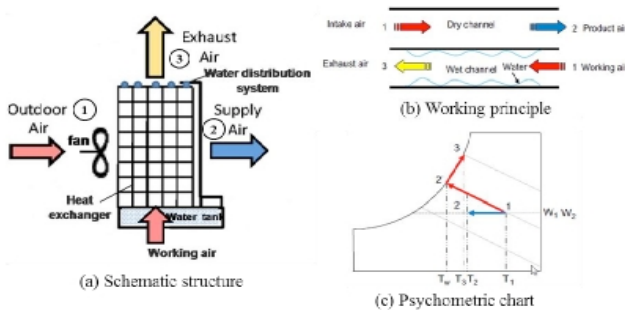 Exhaust
3 Air
Water distribution
system
Outdoor 1
Air
fan
2 Supply
Air
Heat
exchanger
Water tank
Working air
(a) Schematic structure
Intake air 1 Dry channel 2 Product air
Exhaust air 3 Wet channel Water 1 Working air
(b) Working principle
3
2
2 1
W1 W2
Tw T3 T2 T1
(c) Psychometric chart